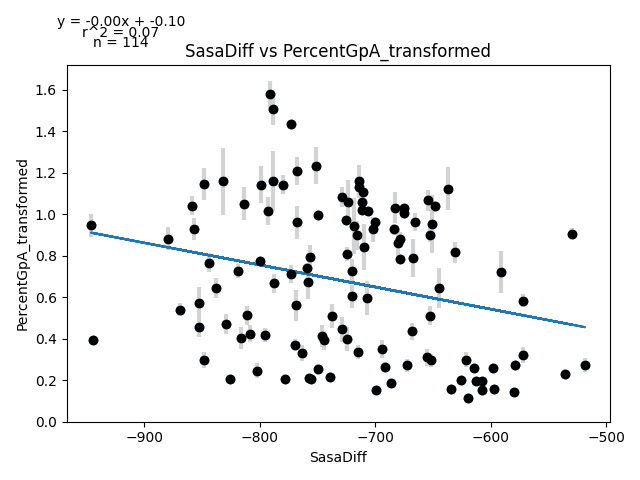 y = -0.00x + -0.10
r^2 = 0.07
n = 114
SasaDiff vs PercentGpA_transformed
PercentGpA_transformed
1.6
1.4
1.2
1.0
0.8
0.6
0.4
0.2
0.0
−900 −800 −700 −600 −500
SasaDiff